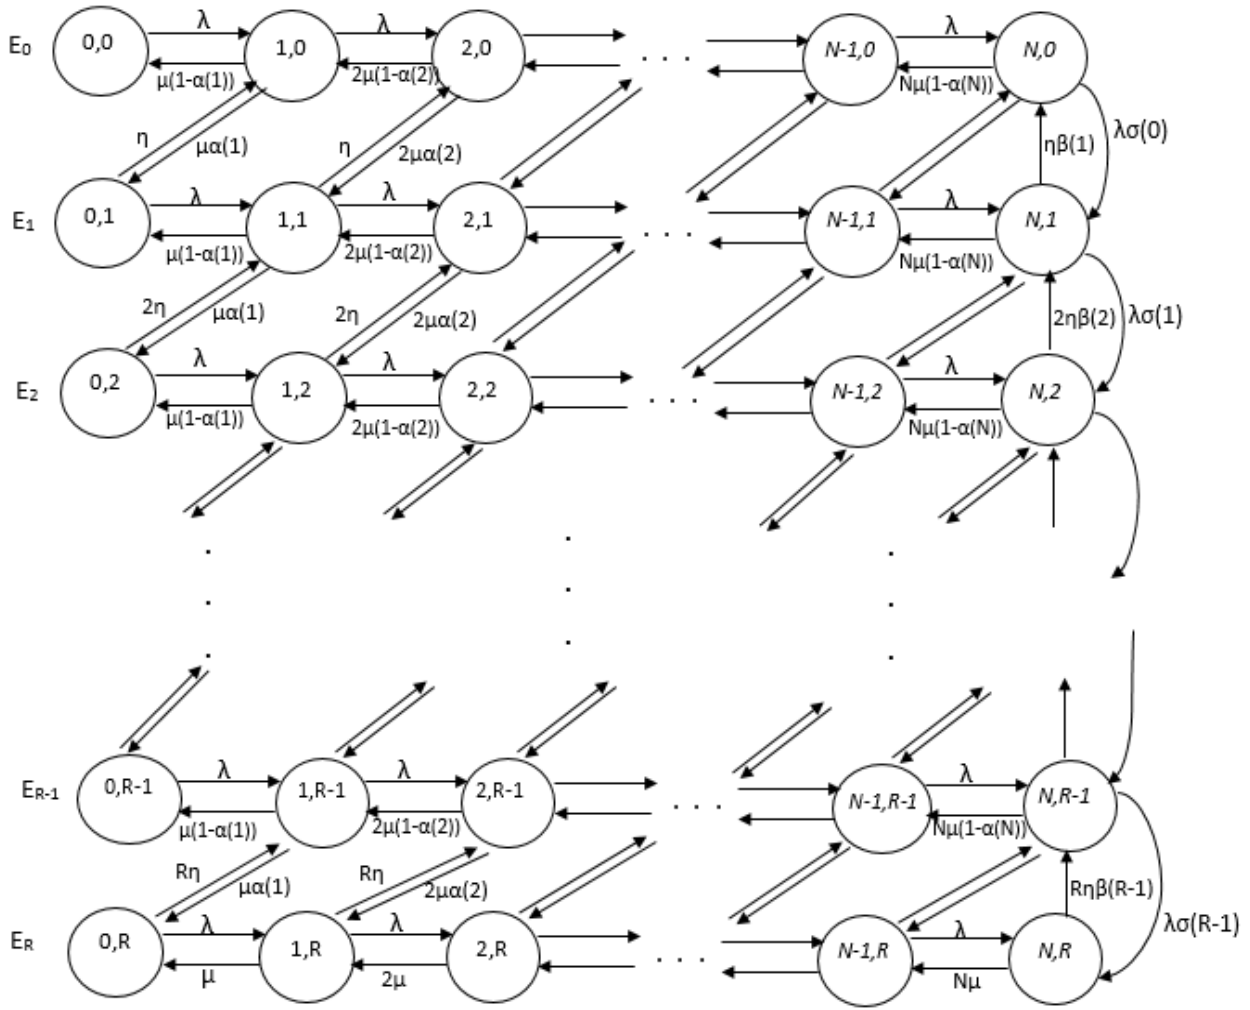 E0 0,0 λ 1,0 λ 2,0 . . . N-1,0 λ N,0
μ(1-α(1)) 2μ(1-α(2)) Nμ(1-α(N))
η μα(1) η 2μα(2) ηβ(1) λσ(0)
E1 0,1 λ 1,1 λ 2,1 . . . N-1,1 λ N,1
μ(1-α(1)) 2μ(1-α(2)) Nμ(1-α(N))
2η μα(1) 2η 2μα(2) 2ηβ(2) λσ(1)
E2 0,2 λ 1,2 λ 2,2 . . . N-1,2 λ N,2
μ(1-α(1)) 2μ(1-α(2)) Nμ(1-α(N))
. . .
. . .
. . .
ER-1 0,R-1 λ 1,R-1 λ 2,R-1 . . . N-1,R-1 λ N,R-1
μ(1-α(1)) 2μ(1-α(2)) Nμ(1-α(N))
Rη μα(1) Rη 2μα(2) Rηβ(R-1) λσ(R-1)
ER 0,R λ 1,R λ 2,R . . . N-1,R λ N,R
μ 2μ Nμ